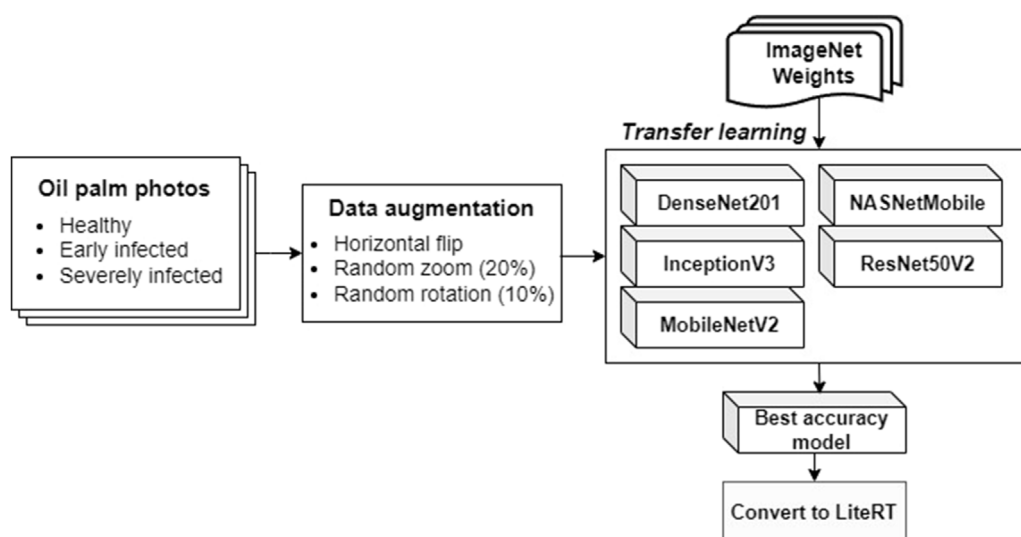 ImageNet
Weights
Transfer learning
Oil palm photos
• Healthy
• Early infected
• Severely infected
Data augmentation
• Horizontal flip
• Random zoom (20%)
• Random rotation (10%)
DenseNet201
NASNetMobile
InceptionV3
ResNet50V2
MobileNetV2
Best accuracy
model
Convert to LiteRT